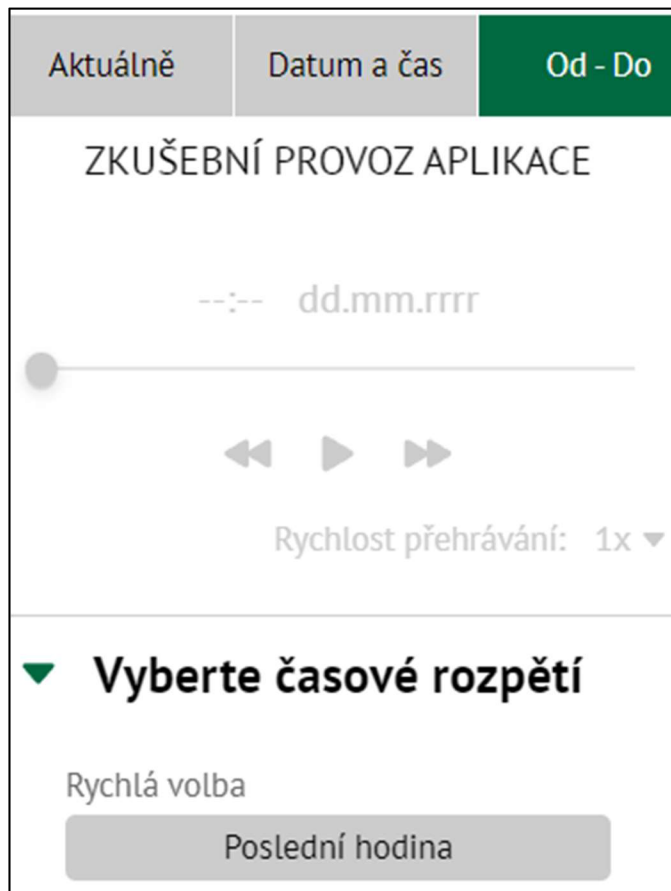 Aktuálně Datum a čas Od - Do
ZKUŠEBNÍ PROVOZ APLIKACE
--:-- dd.mm.rrrr
Rychlost přehrávání: 1x
Vyberte časové rozpětí
Rychlá volba
Poslední hodina